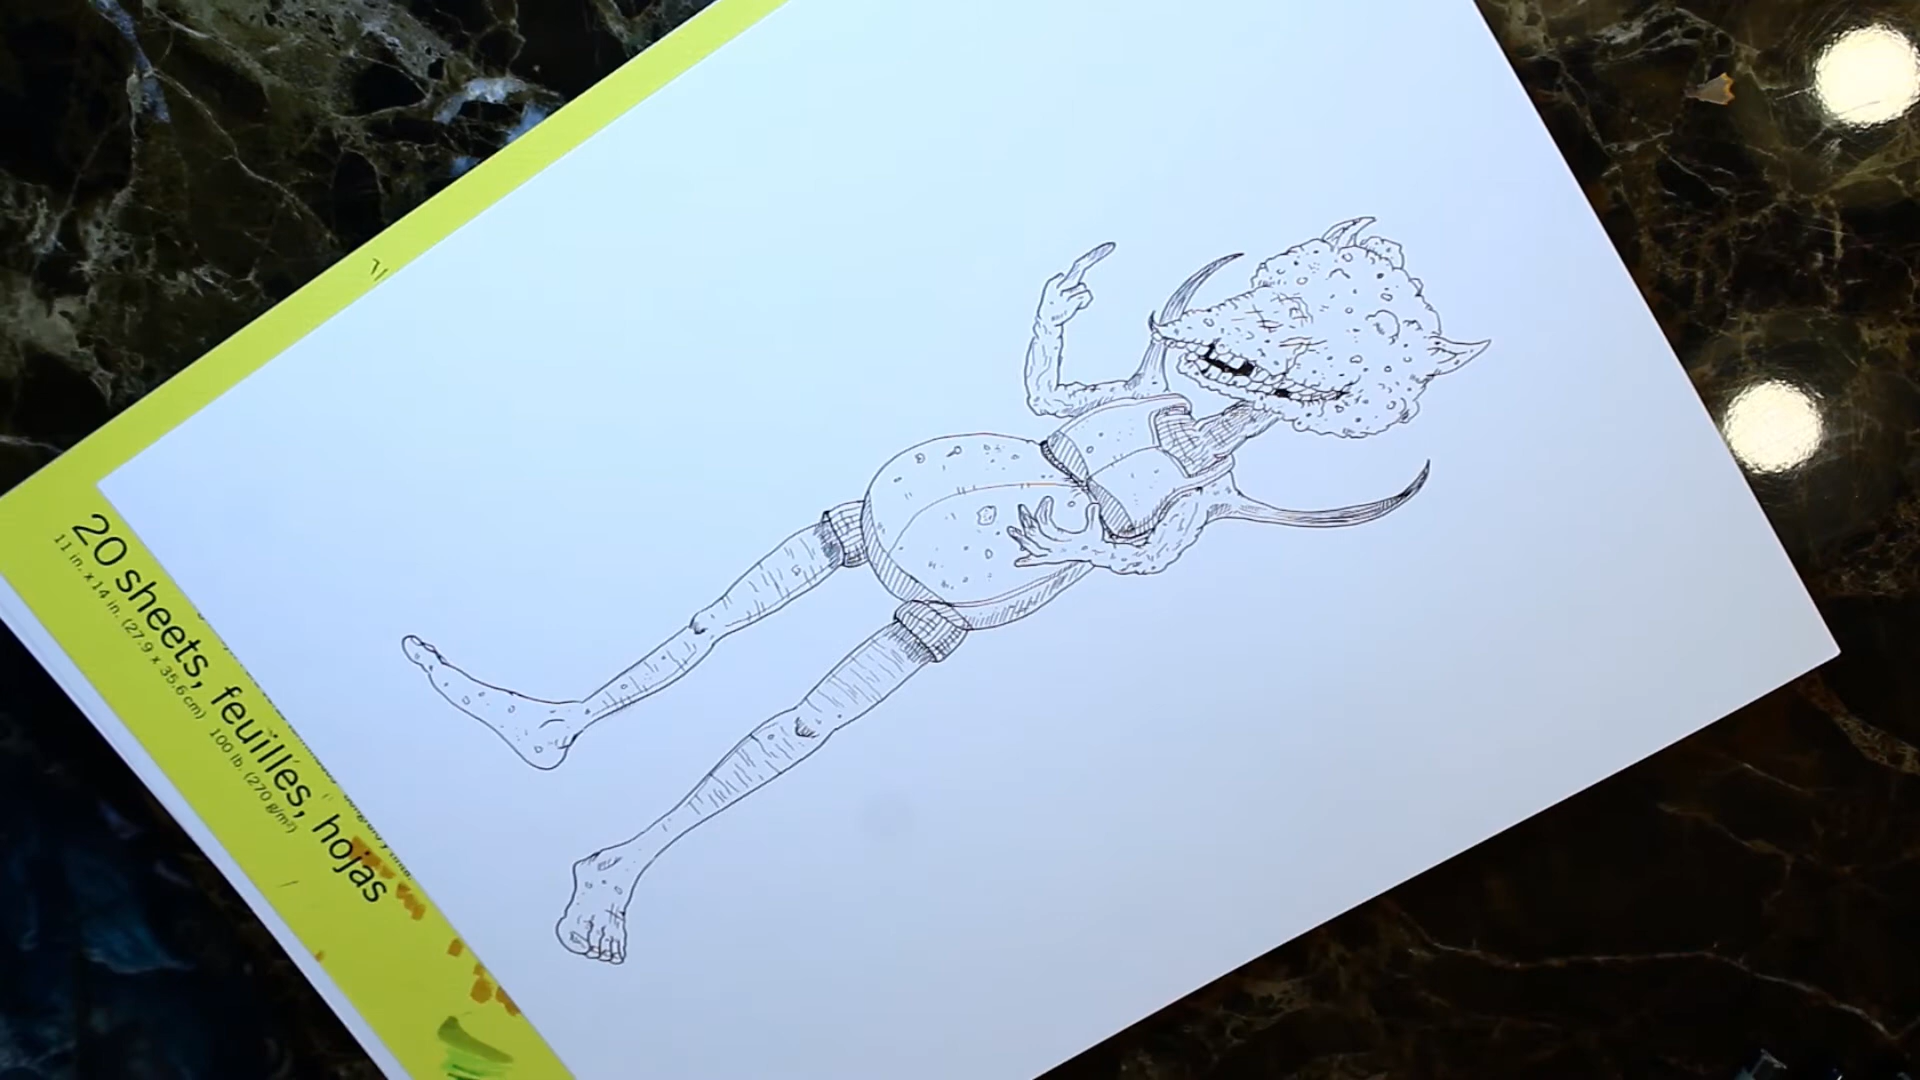 20 sheets, feuilles, hojas
11 in. x 14 in. (27.9 x 35.6 cm) 100 lb. (270 g/m²)